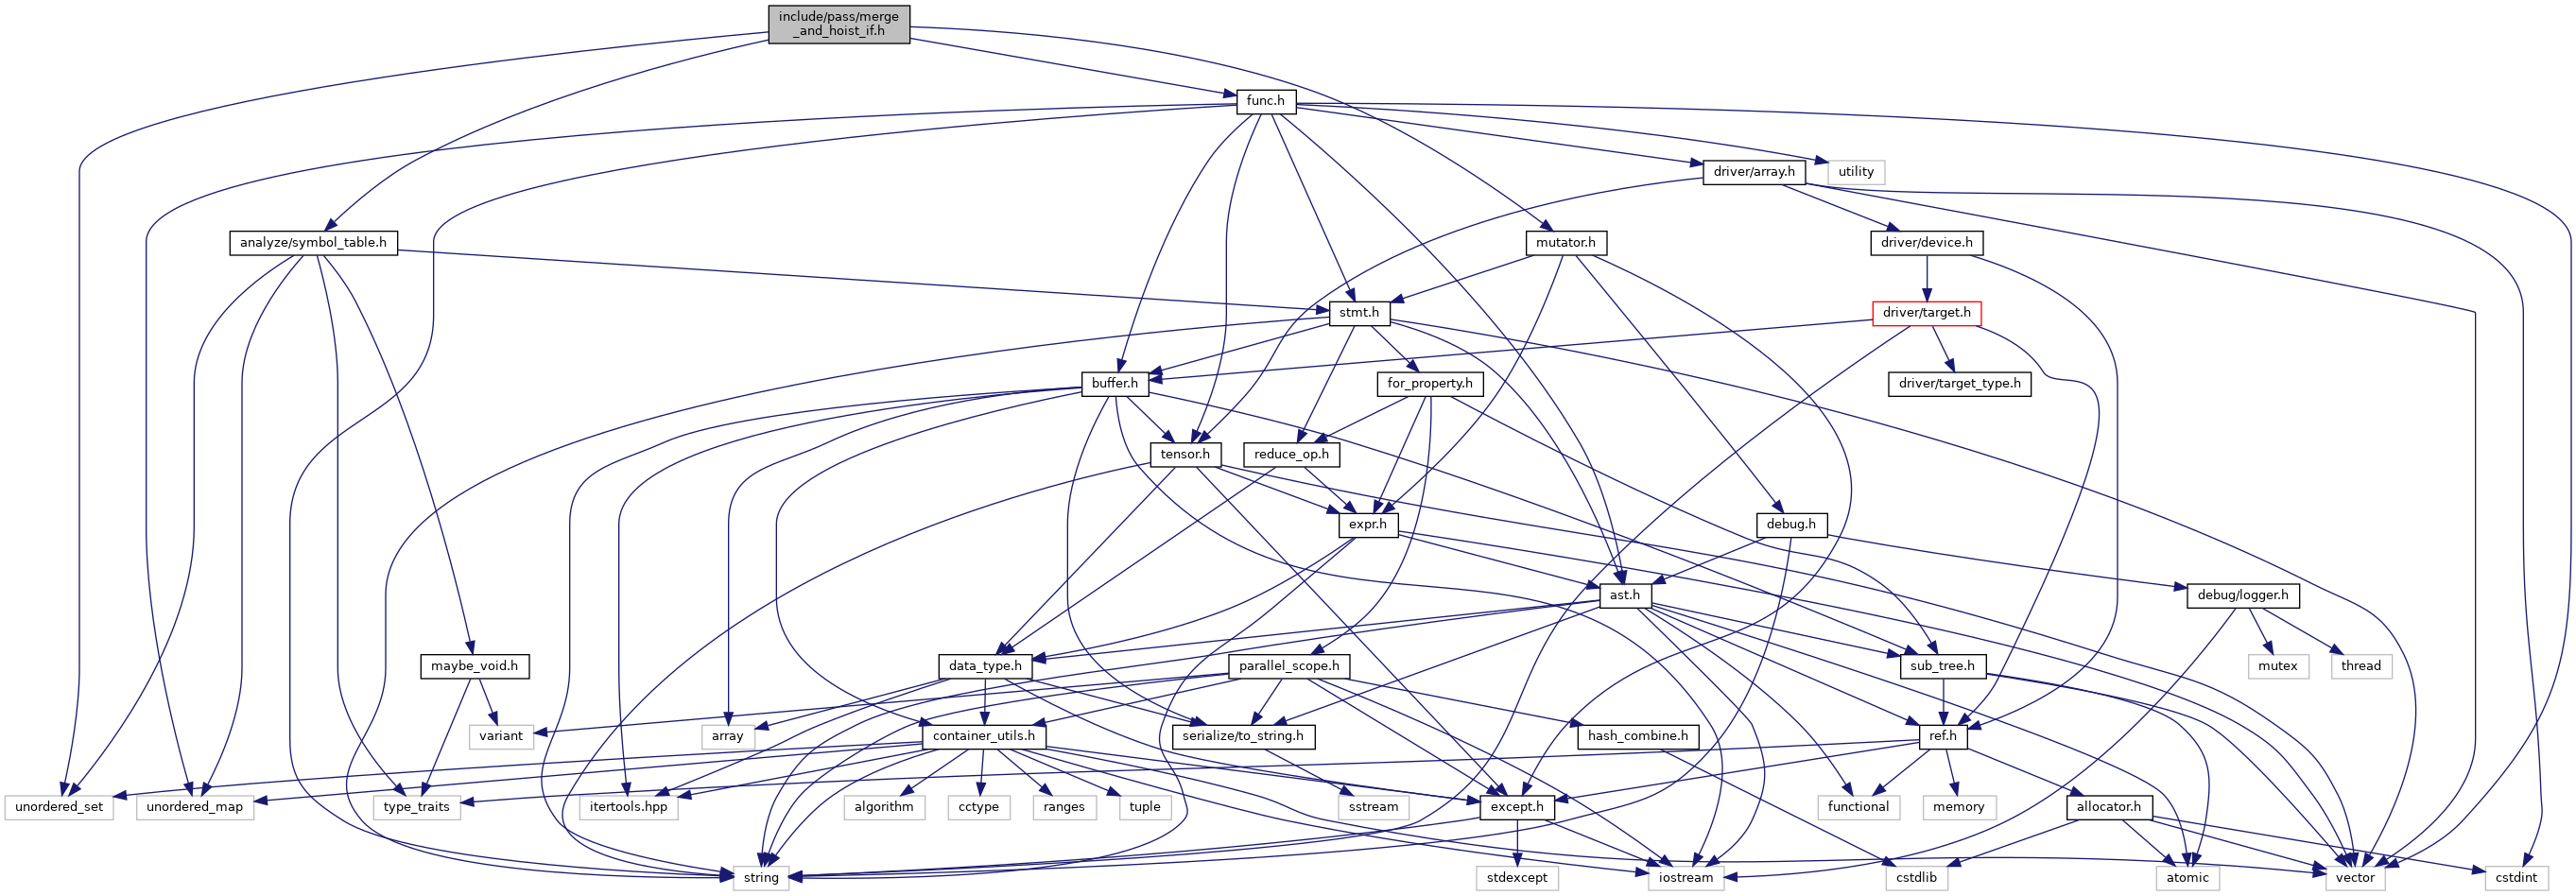 include/pass/merge
_and_hoist_if.h
func.h
driver/array.h
utility
analyze/symbol_table.h
mutator.h
driver/device.h
stmt.h
driver/target.h
buffer.h
for_property.h
driver/target_type.h
tensor.h
reduce_op.h
expr.h
debug.h
ast.h
debug/logger.h
maybe_void.h
data_type.h
parallel_scope.h
sub_tree.h
mutex
thread
variant
array
container_utils.h
serialize/to_string.h
hash_combine.h
ref.h
unordered_set
unordered_map
type_traits
itertools.hpp
algorithm
cctype
ranges
tuple
sstream
except.h
functional
memory
allocator.h
string
stdexcept
iostream
cstdlib
atomic
vector
cstdint